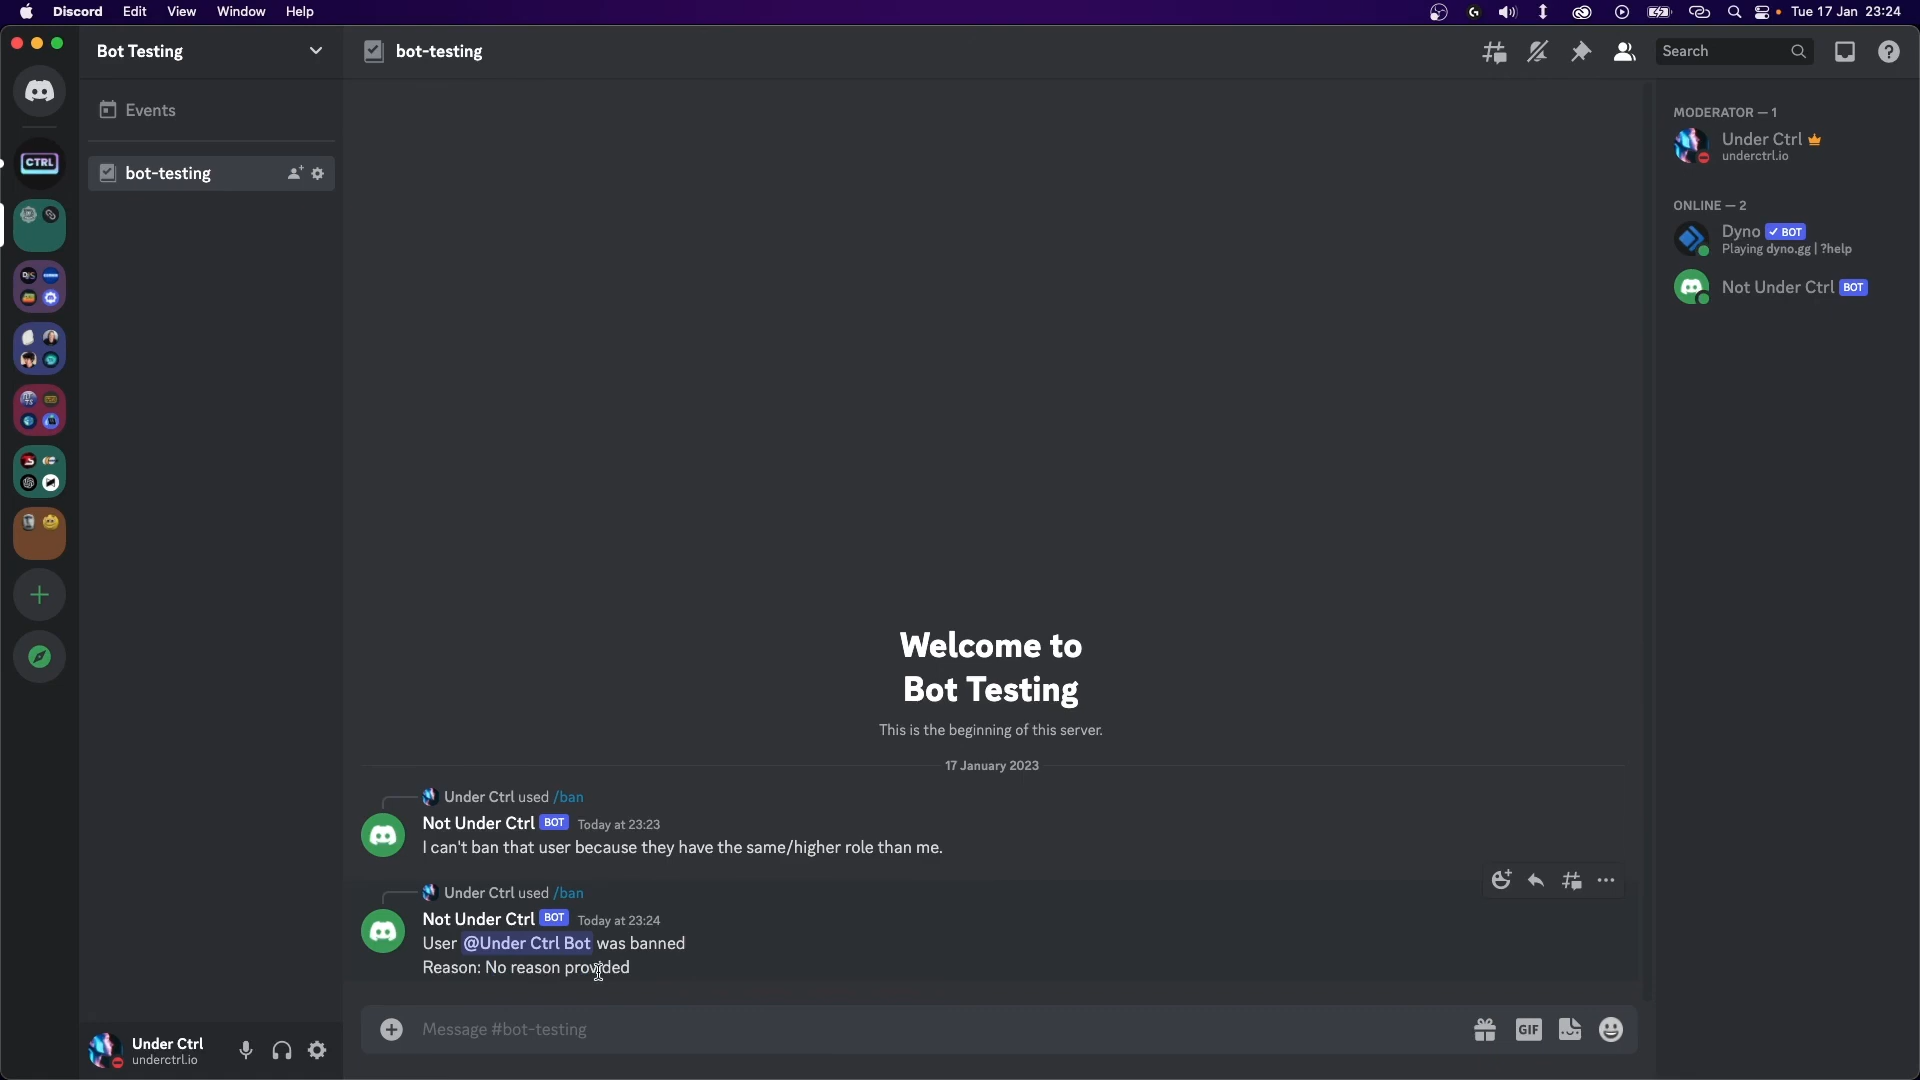 Discord Edit View Window Help Tue 17 Jan 23:24
Bot Testing
bot-testing
Search
Events
bot-testing
CTRL
MODERATOR — 1
Under Ctrl
underctrl.io
ONLINE — 2
Dyno BOT
Playing dyno.gg | ?help
Not Under Ctrl BOT
Welcome to
Bot Testing
This is the beginning of this server.
17 January 2023
Under Ctrl used /ban
Not Under Ctrl BOT Today at 23:23
I can't ban that user because they have the same/higher role than me.
Under Ctrl used /ban
Not Under Ctrl BOT Today at 23:24
User @Under Ctrl Bot was banned
Reason: No reason provided
Message #bot-testing
GIF
Under Ctrl
underctrl.io